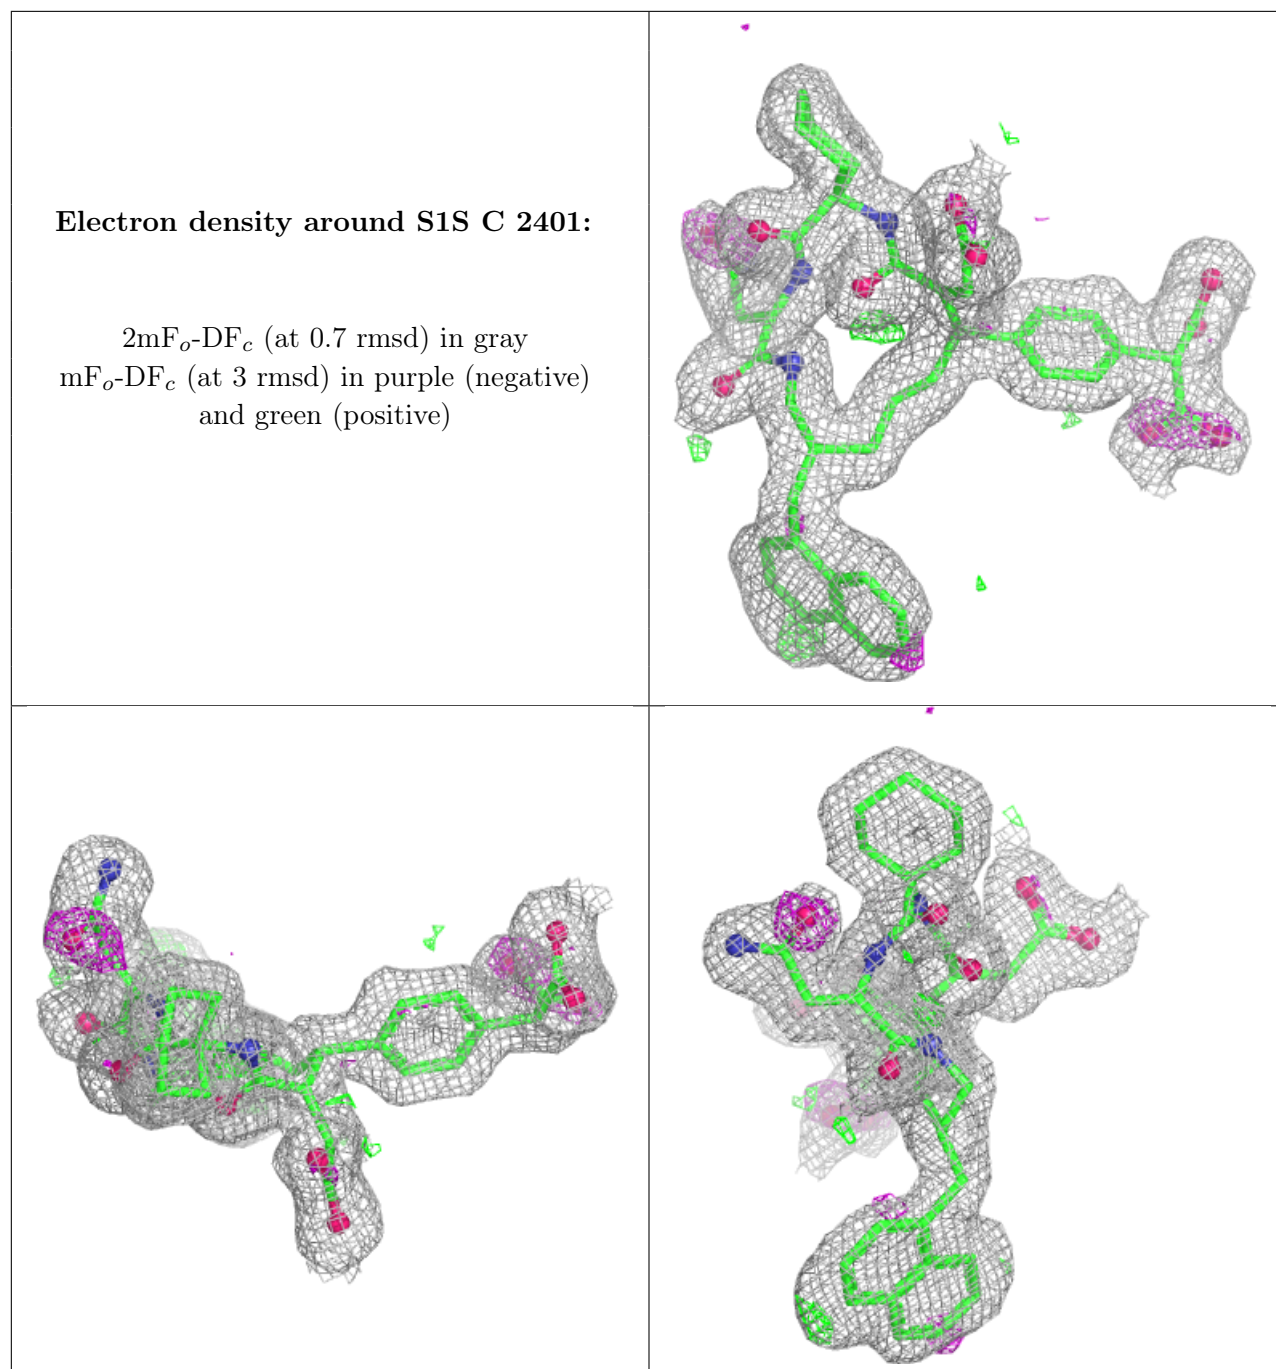 Electron density around S1S C 2401:
2mFo-DFc (at 0.7 rmsd) in gray
mFo-DFc (at 3 rmsd) in purple (negative)
and green (positive)